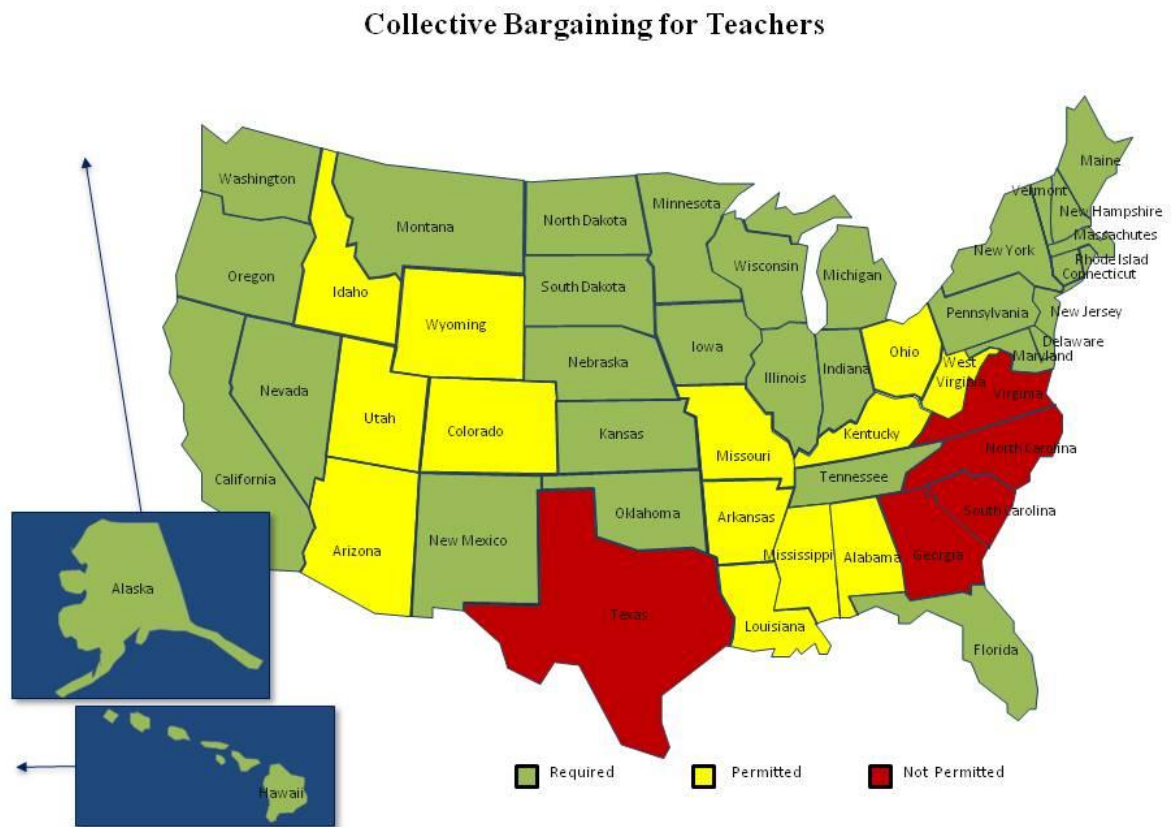 Collective Bargaining for Teachers
Maine
Washington
Vermont
Minnesota
New Hampshire
North Dakota
Montana
Massachutes
New York
Rhode Islad
Wisconsin
Connecticut
Michigan
Oregon
South Dakota
Idaho
New Jersey
Pennsylvania
Wyoming
Delaware
Iowa
Ohio
Maryland
West
Virginia
Nebraska
Indiana
Illinois
Nevada
Virginia
Utah
Colorado
Kansas
Kentucky
North Carolina
Missouri
Tennessee
California
Oklahoma
South Carolina
Arkansas
New Mexico
Arizona
Mississippi
Alabama
Georgia
Alaska
Texas
Louisiana
Florida
Required
Permitted
Not Permitted
Hawaii